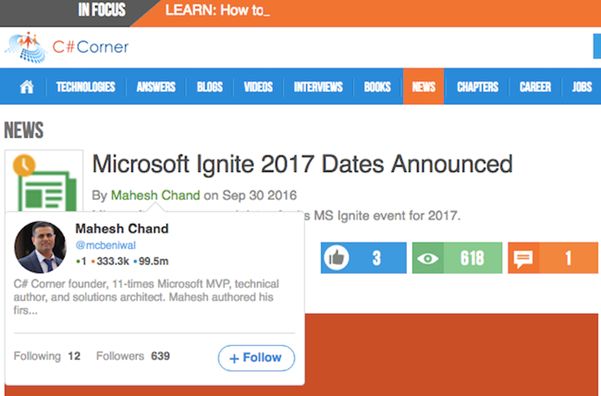 IN FOCUS LEARN: How to_
C#Corner
TECHNOLOGIES ANSWERS BLOGS VIDEOS INTERVIEWS BOOKS NEWS CHAPTERS CAREER JOBS
NEWS
Microsoft Ignite 2017 Dates Announced
By Mahesh Chand on Sep 30 2016
MS Ignite event for 2017.
Mahesh Chand
@mcbeniwal
•1 •333.3k •99.5m
3 618 1
C# Corner founder, 11-times Microsoft MVP, technical
author, and solutions architect. Mahesh authored his
firs...
Following 12 Followers 639 + Follow